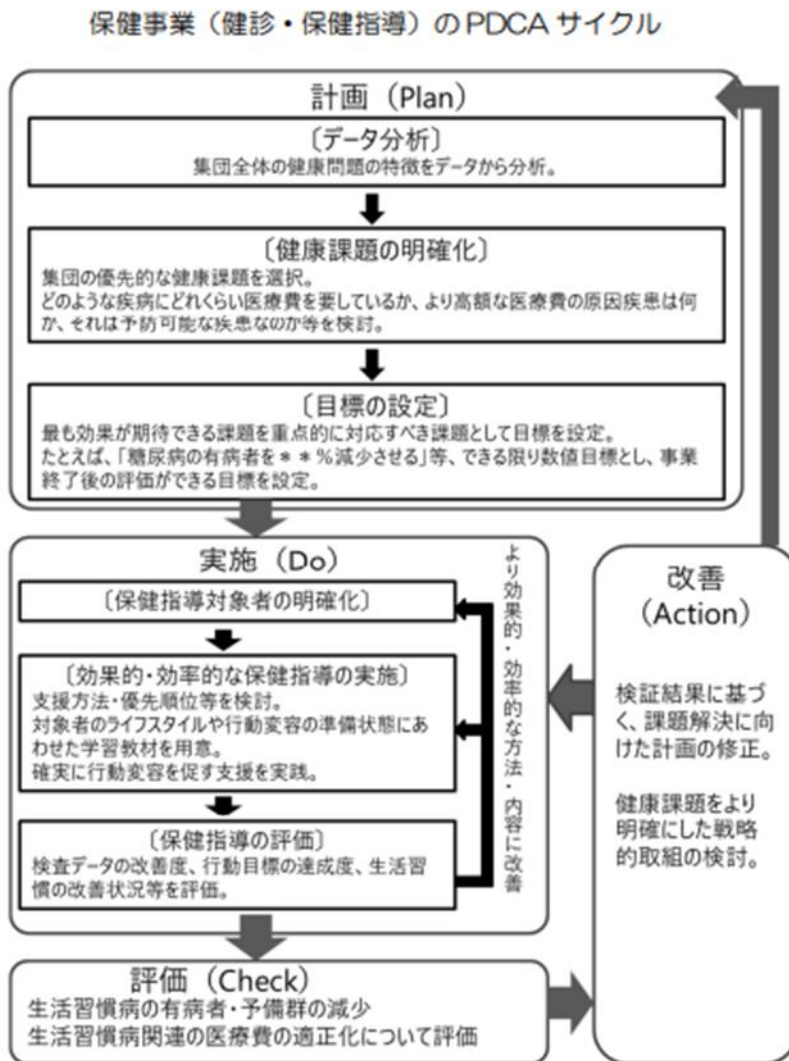 保健事業（健診・保健指導）のPDCAサイクル
計画（Plan）
〔データ分析〕
集団全体の健康問題の特徴をデータから分析。
〔健康課題の明確化〕
集団の優先的な健康課題を選択。
どのような疾病にどれくらい医療費を要しているか、より高額な医療費の原因疾患は何
か、それは予防可能な疾患なのか等を検討。
〔目標の設定〕
最も効果が期待できる課題を重点的に対応すべき課題として目標を設定。
たとえば、「糖尿病の有病者を＊＊％減少させる」等、できる限り数値目標とし、事業
終了後の評価ができる目標を設定。
実施（Do）
〔保健指導対象者の明確化〕
〔効果的・効率的な保健指導の実施〕
支援方法・優先順位等を検討。
対象者のライフスタイルや行動変容の準備状態にあ
わせた学習教材を用意。
確実に行動変容を促す支援を実践。
〔保健指導の評価〕
検査データの改善度、行動目標の達成度、生活習
慣の改善状況等を評価。
より効果的・効率的な方法・内容に改善
評価（Check）
生活習慣病の有病者・予備群の減少
生活習慣病関連の医療費の適正化について評価
改善
（Action）
検証結果に基づ
く、課題解決に向
けた計画の修正。
健康課題をより
明確にした戦略
的取組の検討。